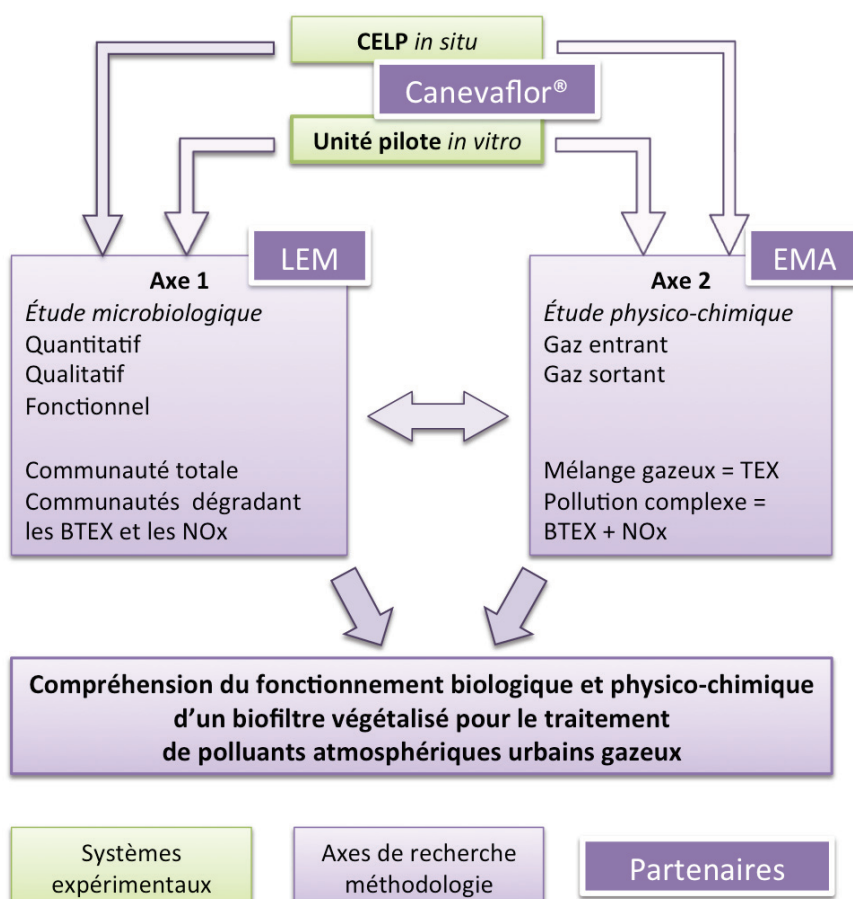 CELP in situ
Canevaflor®
Unité pilote in vitro
LEM
Axe 1
Étude microbiologique
Quantitatif
Qualitatif
Fonctionnel
Communauté totale
Communautés dégradant
les BTEX et les NOx
EMA
Axe 2
Étude physico-chimique
Gaz entrant
Gaz sortant
Mélange gazeux = TEX
Pollution complexe =
BTEX + NOx
Compréhension du fonctionnement biologique et physico-chimique
d'un biofiltre végétalisé pour le traitement
de polluants atmosphériques urbains gazeux
Systèmes
expérimentaux
Axes de recherche
méthodologie
Partenaires